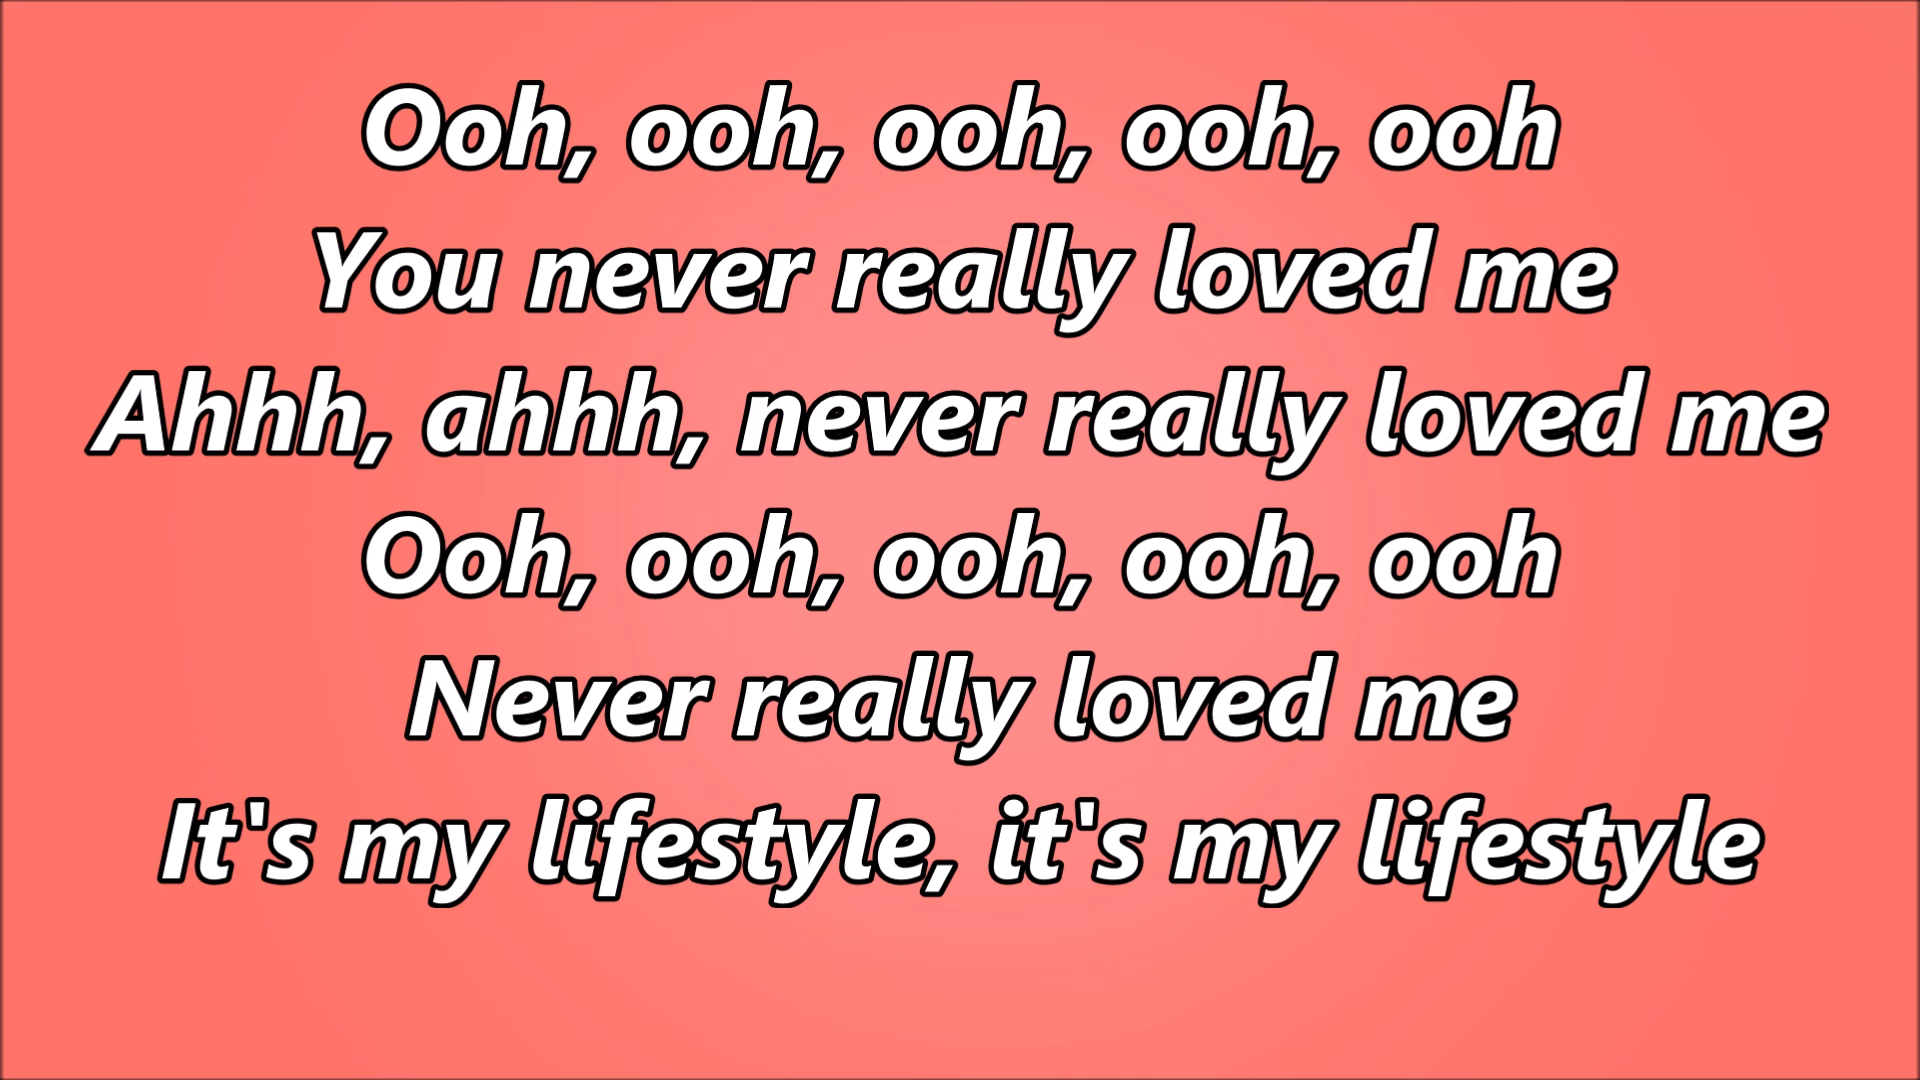 Ooh, ooh, ooh, ooh, ooh
You never really loved me
Ahhh, ahhh, never really loved me
Ooh, ooh, ooh, ooh, ooh
Never really loved me
It's my lifestyle, it's my lifestyle